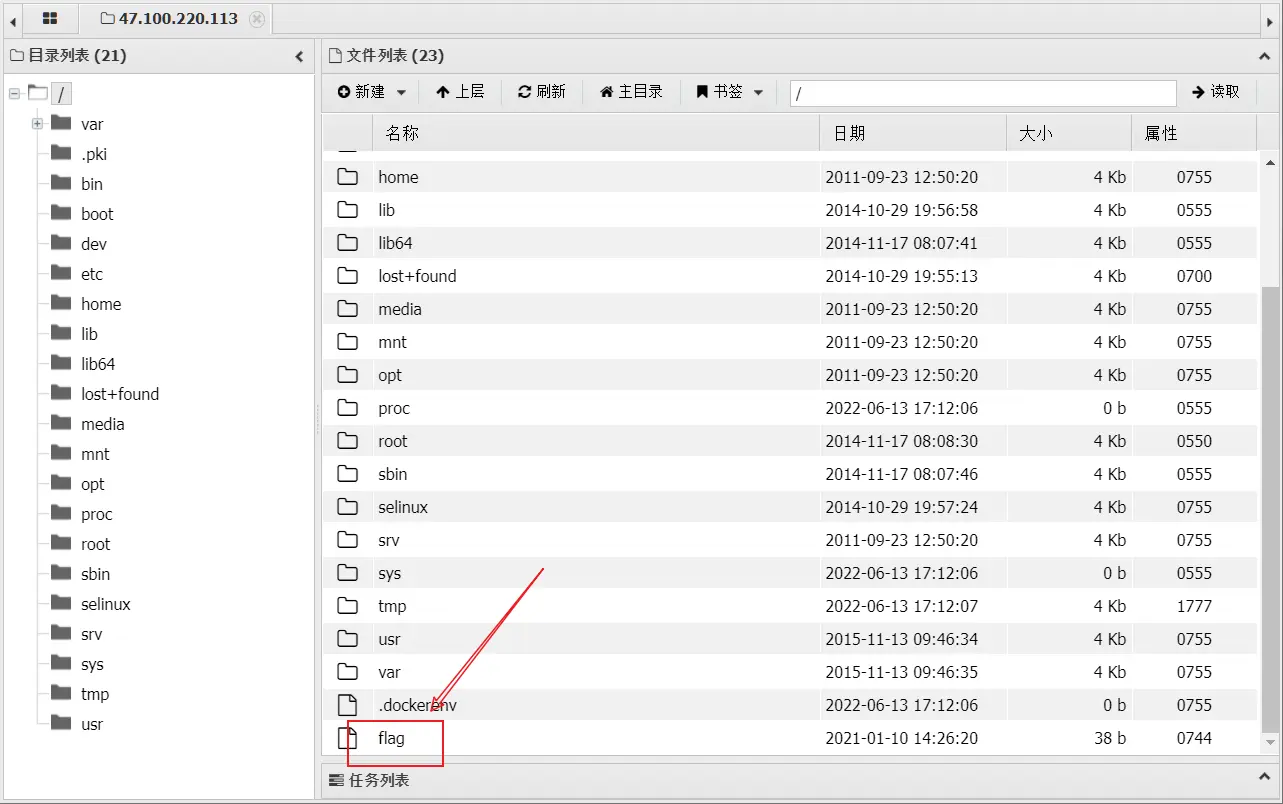 47.100.220.113
目录列表 (21)
/
var
.pki
bin
boot
dev
etc
home
lib
lib64
lost+found
media
mnt
opt
proc
root
sbin
selinux
srv
sys
tmp
usr
文件列表 (23)
新建 上层 刷新 主目录 书签 / 读取
名称 日期 大小 属性
home 2011-09-23 12:50:20 4 Kb 0755
lib 2014-10-29 19:56:58 4 Kb 0555
lib64 2014-11-17 08:07:41 4 Kb 0555
lost+found 2014-10-29 19:55:13 4 Kb 0700
media 2011-09-23 12:50:20 4 Kb 0755
mnt 2011-09-23 12:50:20 4 Kb 0755
opt 2011-09-23 12:50:20 4 Kb 0755
proc 2022-06-13 17:12:06 0 b 0555
root 2014-11-17 08:08:30 4 Kb 0550
sbin 2014-11-17 08:07:46 4 Kb 0555
selinux 2014-10-29 19:57:24 4 Kb 0755
srv 2011-09-23 12:50:20 4 Kb 0755
sys 2022-06-13 17:12:06 0 b 0555
tmp 2022-06-13 17:12:07 4 Kb 1777
usr 2015-11-13 09:46:34 4 Kb 0755
var 2015-11-13 09:46:35 4 Kb 0755
.dockerenv 2022-06-13 17:12:06 0 b 0755
flag 2021-01-10 14:26:20 38 b 0744
任务列表